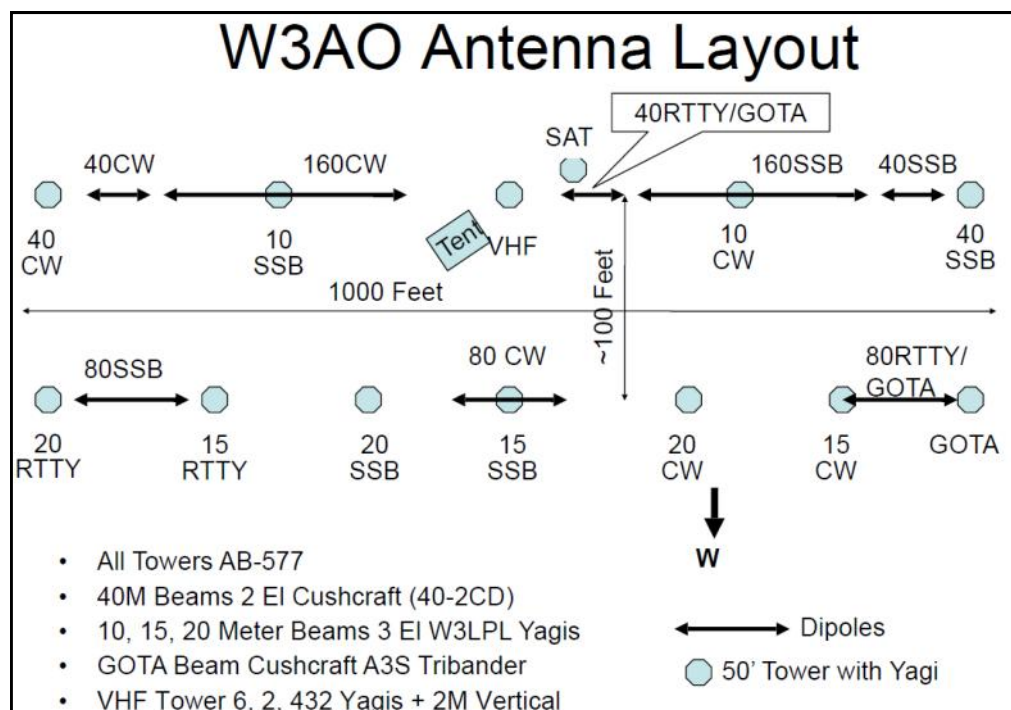 W3AO Antenna Layout
40RTTY/GOTA
SAT
40CW
160CW
160SSB
40SSB
40
CW
10
SSB
Tent
VHF
10
CW
40
SSB
1000 Feet
~100 Feet
80SSB
80 CW
80RTTY/
GOTA
20
RTTY
15
RTTY
20
SSB
15
SSB
20
CW
15
CW
GOTA
W
• All Towers AB-577
• 40M Beams 2 El Cushcraft (40-2CD)
• 10, 15, 20 Meter Beams 3 El W3LPL Yagis
• GOTA Beam Cushcraft A3S Tribander
• VHF Tower 6, 2, 432 Yagis + 2M Vertical
Dipoles
50' Tower with Yagi